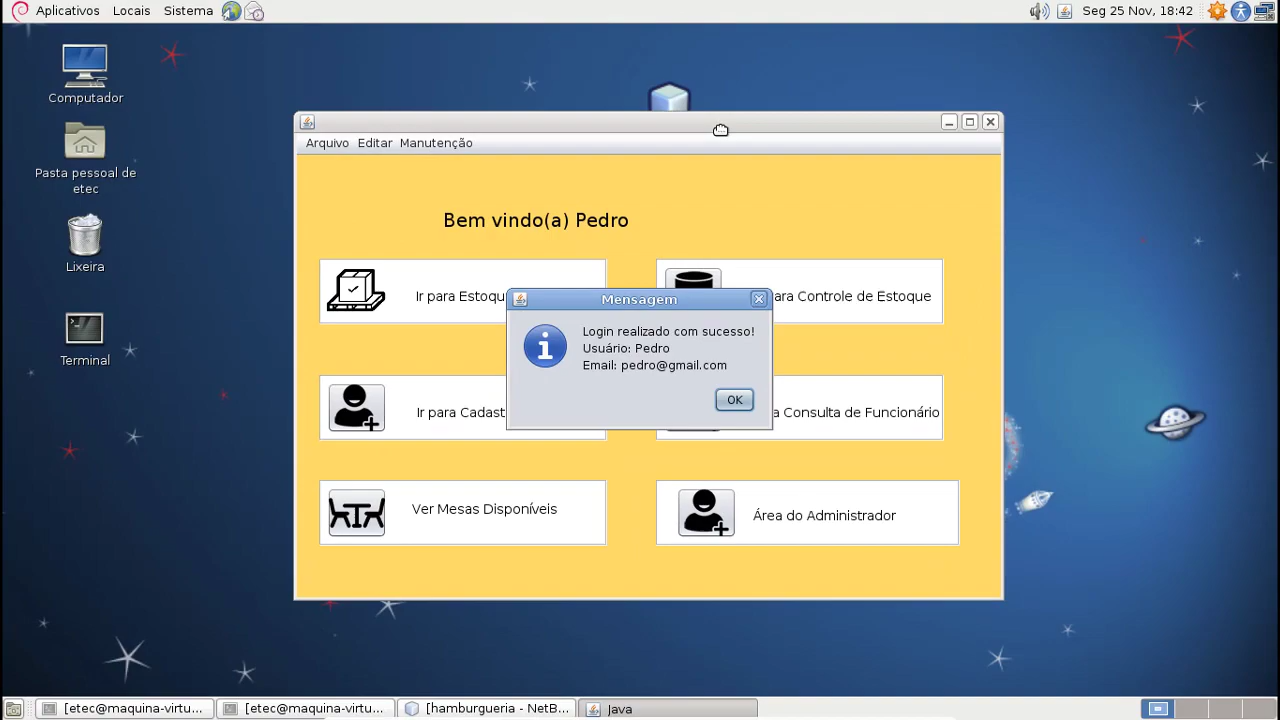 Aplicativos Locais Sistema
Seg 25 Nov, 18:42
Computador
Pasta pessoal de
etec
Lixeira
Terminal
Arquivo Editar Manutenção
Bem vindo(a) Pedro
Ir para Estoqu
ara Controle de Estoque
Mensagem
Login realizado com sucesso!
Usuário: Pedro
Email: pedro@gmail.com
OK
Ir para Cadast
a Consulta de Funcionário
Ver Mesas Disponíveis
Área do Administrador
[etec@maquina-virtu...
[etec@maquina-virtu...
[hamburgueria - NetB...
Java